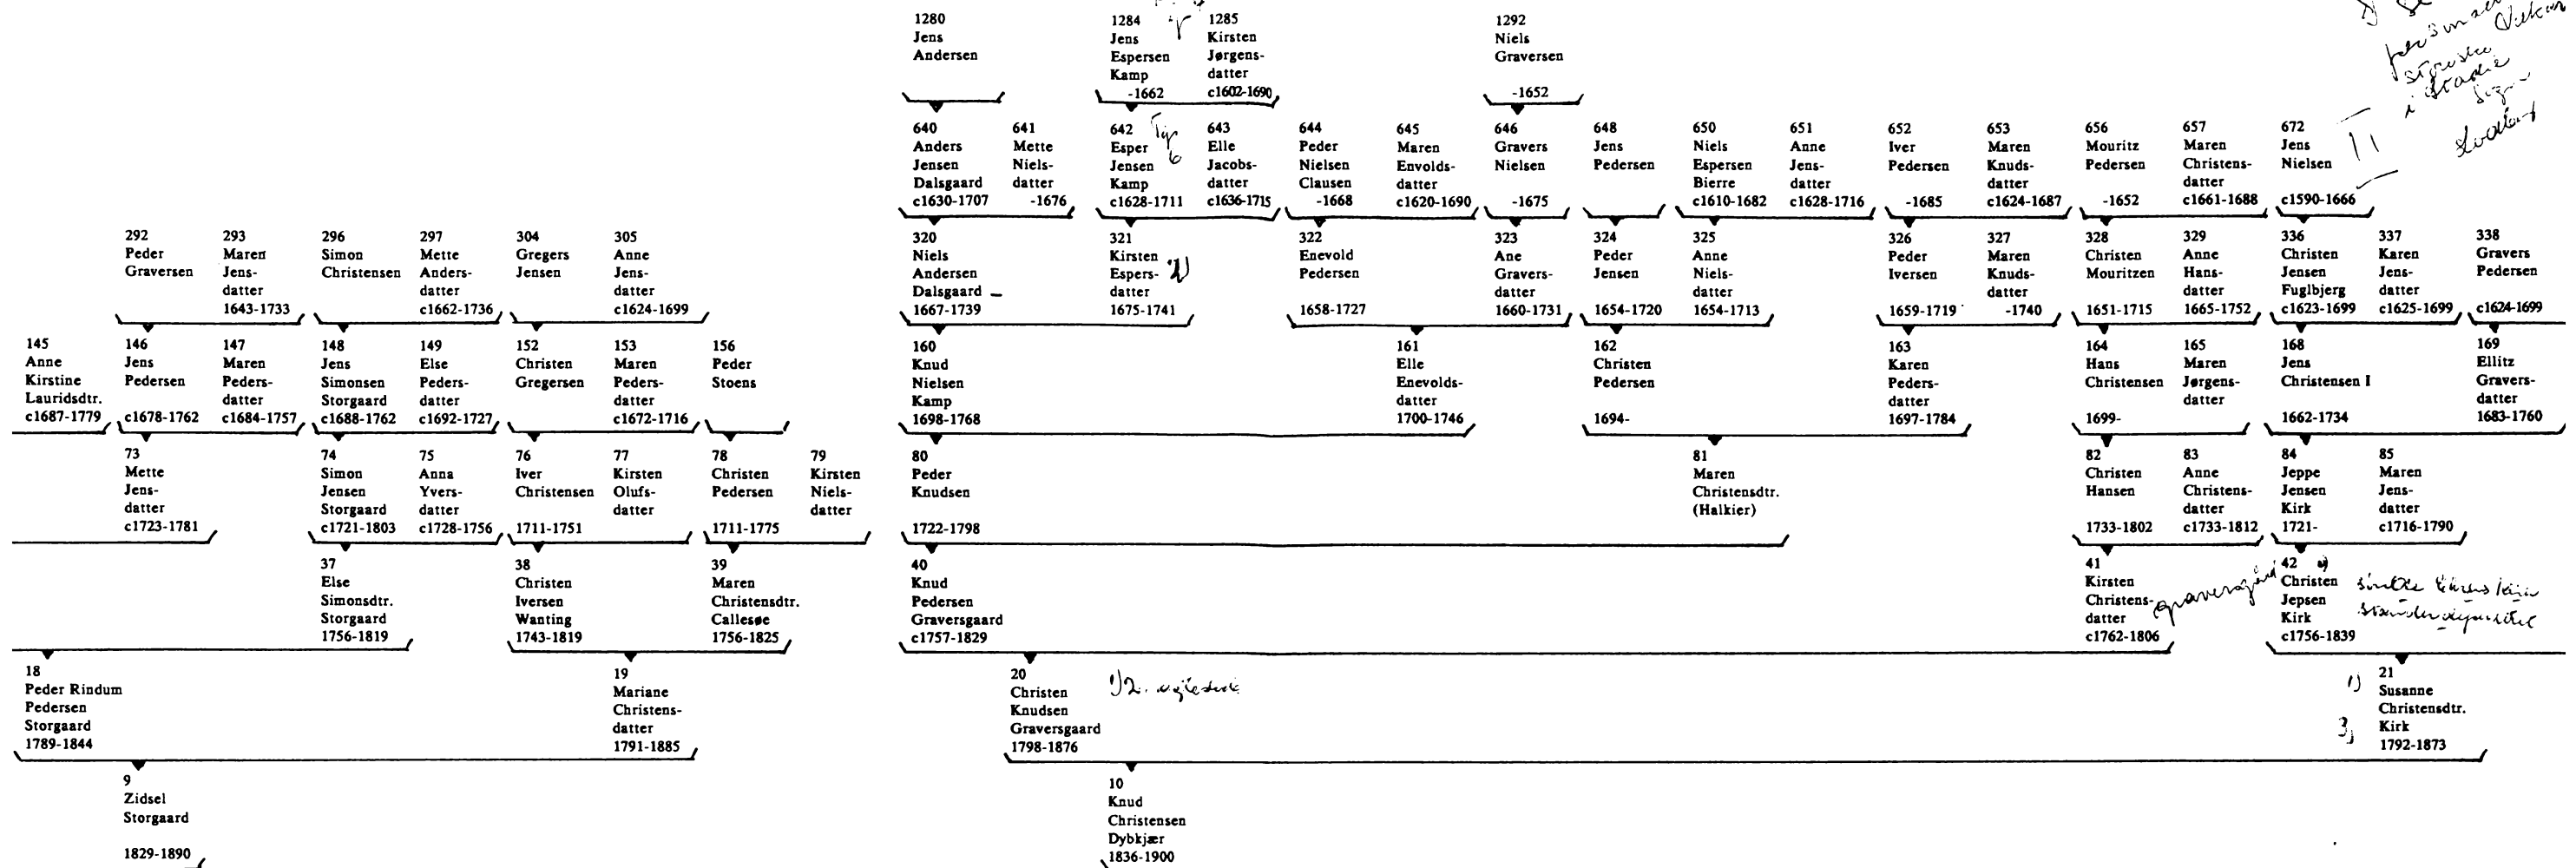 1280
Jens
Andersen
1284
Jens
Espersen
Kamp
-1662
1285
Kirsten
Jørgens-
datter
c1602-1690
1292
Niels
Graversen
-1652
640
Anders
Jensen
Dalsgaard
c1630-1707
641
Mette
Niels-
datter
-1676
642
Esper
Jensen
Kamp
c1628-1711
643
Elle
Jacobs-
datter
c1636-1715
644
Peder
Nielsen
Clausen
-1668
645
Maren
Envolds-
datter
c1620-1690
646
Gravers
Nielsen
-1675
648
Jens
Pedersen
650
Niels
Espersen
Bierre
c1610-1682
651
Anne
Jens-
datter
c1628-1716
652
Iver
Pedersen
-1685
653
Maren
Knuds-
datter
c1624-1687
656
Mouritz
Pedersen
-1652
657
Maren
Christens-
datter
c1661-1688
672
Jens
Nielsen
c1590-1666
292
Peder
Graversen
293
Maren
Jens-
datter
1643-1733
296
Simon
Christensen
297
Mette
Anders-
datter
c1662-1736
304
Gregers
Jensen
305
Anne
Jens-
datter
c1624-1699
320
Niels
Andersen
Dalsgaard
1667-1739
321
Kirsten
Espers-
datter
1675-1741
322
Enevold
Pedersen
1658-1727
323
Ane
Gravers-
datter
1660-1731
324
Peder
Jensen
1654-1720
325
Anne
Niels-
datter
1654-1713
326
Peder
Iversen
1659-1719
327
Maren
Knuds-
datter
-1740
328
Christen
Mouritzen
1651-1715
329
Anne
Hans-
datter
1665-1752
336
Christen
Jensen
Fuglbjerg
c1623-1699
337
Karen
Jens-
datter
c1625-1699
338
Gravers
Pedersen
c1624-1699
145
Anne
Kirstine
Lauridsdtr.
c1687-1779
146
Jens
Pedersen
c1678-1762
147
Maren
Peders-
datter
c1684-1757
148
Jens
Simonsen
Storgaard
c1688-1762
149
Else
Peders-
datter
c1692-1727
152
Christen
Gregersen
153
Maren
Peders-
datter
c1672-1716
156
Peder
Stoens
160
Knud
Nielsen
Kamp
1698-1768
161
Elle
Enevolds-
datter
1700-1746
162
Christen
Pedersen
1694-
163
Karen
Peders-
datter
1697-1784
164
Hans
Christensen
1699-
165
Maren
Jørgens-
datter
168
Jens
Christensen I
1662-1734
169
Ellitz
Gravers-
datter
1683-1760
73
Mette
Jens-
datter
c1723-1781
74
Simon
Jensen
Storgaard
c1721-1803
75
Anna
Yvers-
datter
c1728-1756
76
Iver
Christensen
1711-1751
77
Kirsten
Olufs-
datter
78
Christen
Pedersen
1711-1775
79
Kirsten
Niels-
datter
80
Peder
Knudsen
1722-1798
81
Maren
Christensdtr.
(Halkier)
82
Christen
Hansen
1733-1802
83
Anne
Christens-
datter
c1733-1812
84
Jeppe
Jensen
Kirk
1721-
85
Maren
Jens-
datter
c1716-1790
37
Else
Simonsdtr.
Storgaard
1756-1819
38
Christen
Iversen
Wanting
1743-1819
39
Maren
Christensdtr.
Callesøe
1756-1825
40
Knud
Pedersen
Graversgaard
c1757-1829
41
Kirsten
Christens-
datter
c1762-1806
graversgård
42
Christen
Jepsen
Kirk
c1756-1839
18
Peder Rindum
Pedersen
Storgaard
1789-1844
19
Mariane
Christens-
datter
1791-1885
20
Christen
Knudsen
Graversgaard
1798-1876
1)
3)
21
Susanne
Christensdtr.
Kirk
1792-1873
9
Zidsel
Storgaard
1829-1890
10
Knud
Christensen
Dybkjær
1836-1900